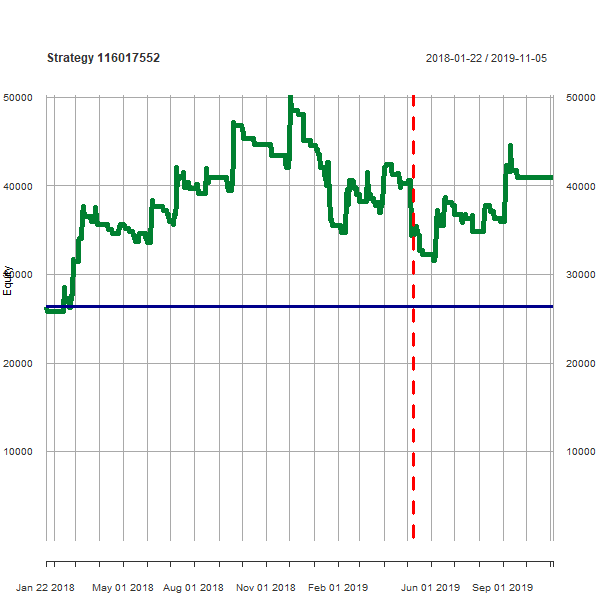 Strategy 116017552
2018-01-22 / 2019-11-05
50000
50000
40000
40000
30000
30000
Equity
20000
20000
10000
10000
Jan 22 2018
May 01 2018
Aug 01 2018
Nov 01 2018
Feb 01 2019
Jun 01 2019
Sep 01 2019